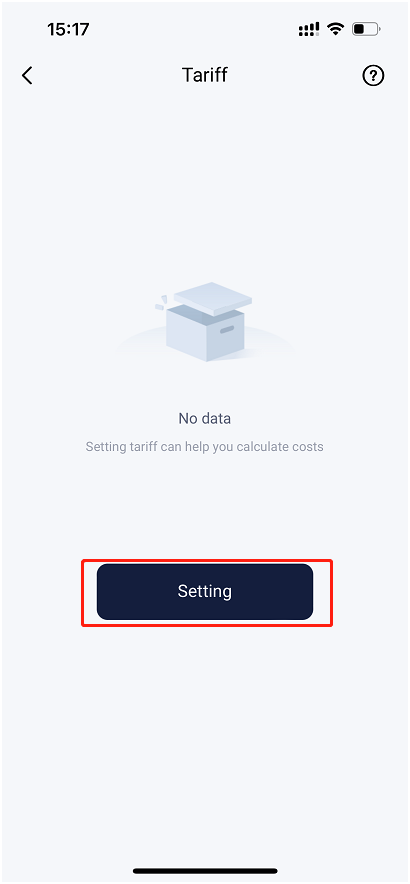 15:17
Tariff
No data
Setting tariff can help you calculate costs
Setting